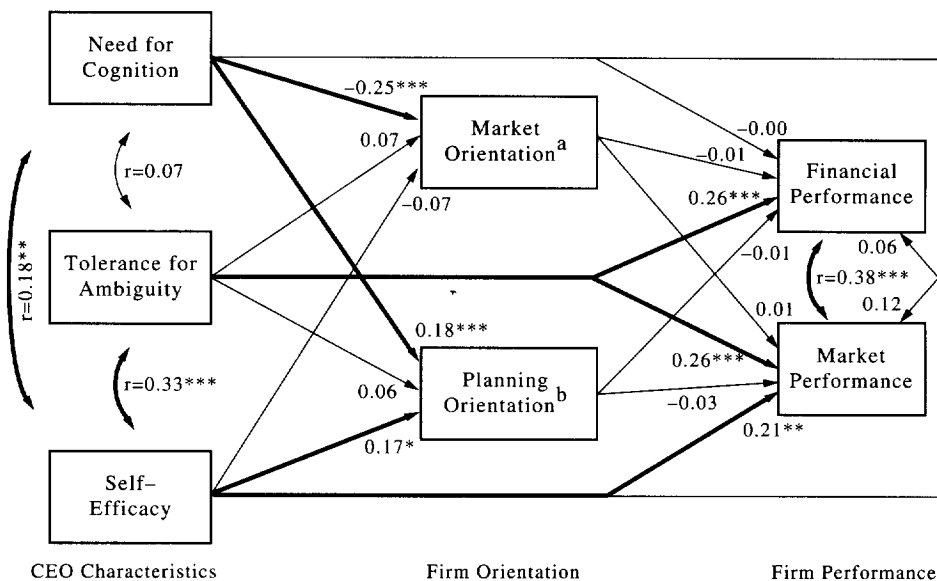 Need for
Cognition
−0.25***
Market
Orientation a
0.07
−0.00
−0.01
Financial
Performance
r=0.07
−0.07
0.26***
r=0.18**
Tolerance for
Ambiguity
−0.01
0.06
r=0.38***
0.12
0.01
0.18***
0.26***
Market
Performance
r=0.33***
0.06
Planning
Orientation b
−0.03
0.17*
0.21**
Self–
Efficacy
CEO Characteristics
Firm Orientation
Firm Performance